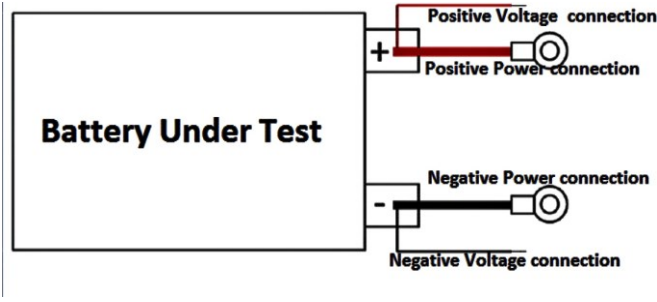 Positive Voltage connection
+
Positive Power connection
Battery Under Test
Negative Power connection
-
Negative Voltage connection